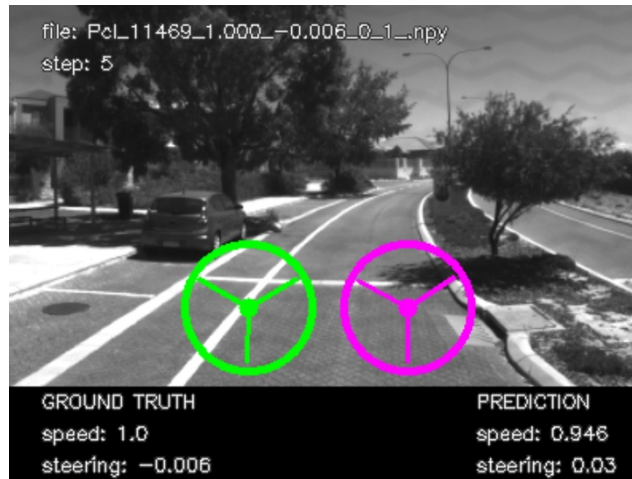 file: Pcl_11469_1.000_-0.006_0_1_.npy
step: 5
GROUND TRUTH
speed: 1.0
steering: -0.006
PREDICTION
speed: 0.946
steering: 0.03